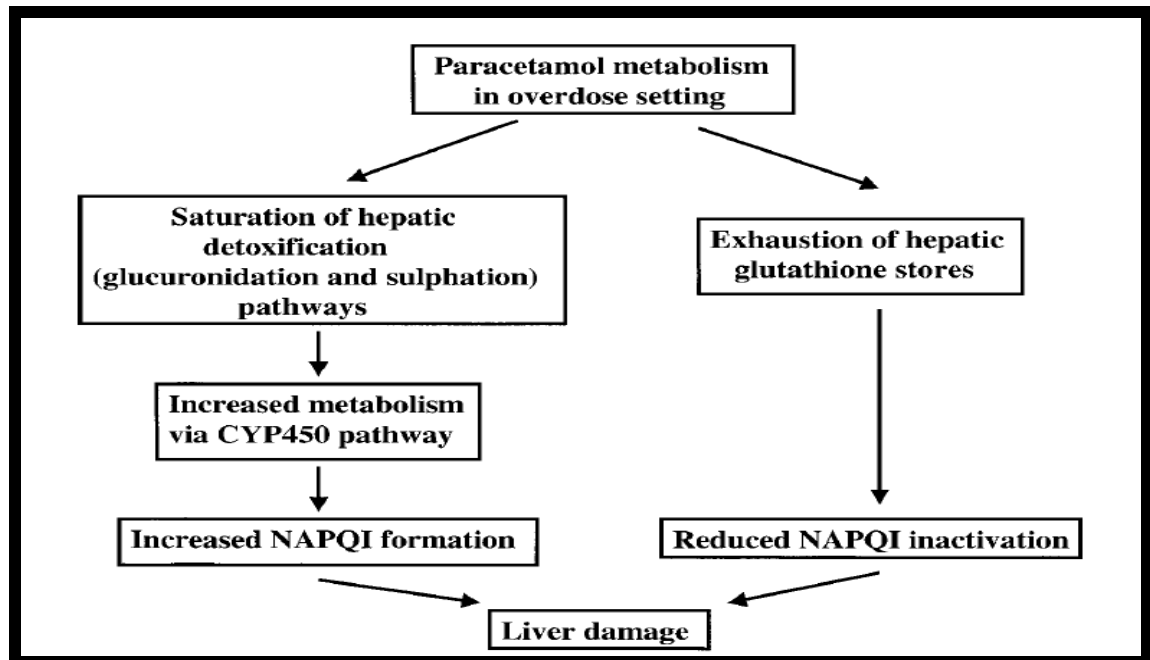 Paracetamol metabolism
in overdose setting
Saturation of hepatic
detoxification
(glucuronidation and sulphation)
pathways
Exhaustion of hepatic
glutathione stores
Increased metabolism
via CYP450 pathway
Increased NAPQI formation
Reduced NAPQI inactivation
Liver damage